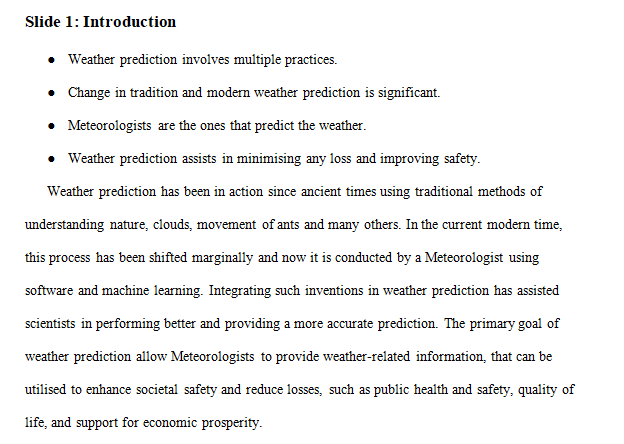 Slide 1: Introduction
● Weather prediction involves multiple practices.
● Change in tradition and modern weather prediction is significant.
● Meteorologists are the ones that predict the weather.
● Weather prediction assists in minimising any loss and improving safety.
Weather prediction has been in action since ancient times using traditional methods of
understanding nature, clouds, movement of ants and many others. In the current modern time,
this process has been shifted marginally and now it is conducted by a Meteorologist using
software and machine learning. Integrating such inventions in weather prediction has assisted
scientists in performing better and providing a more accurate prediction. The primary goal of
weather prediction allow Meteorologists to provide weather-related information, that can be
utilised to enhance societal safety and reduce losses, such as public health and safety, quality of
life, and support for economic prosperity.